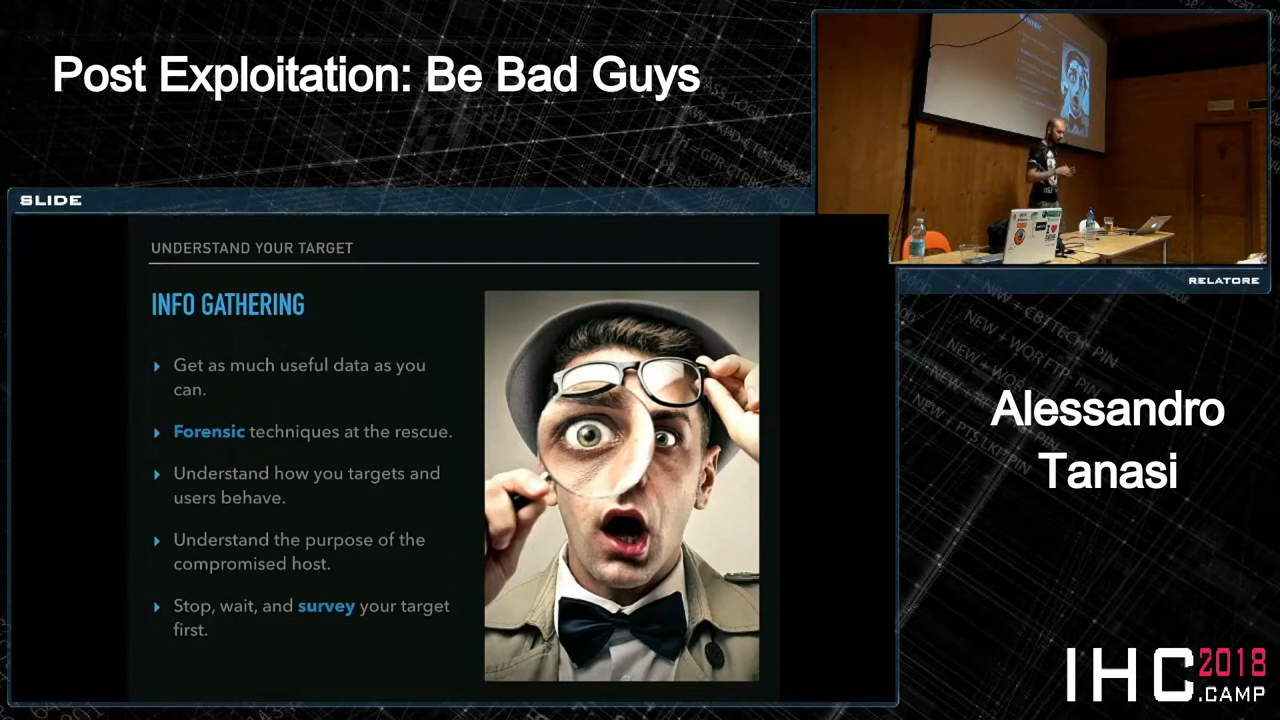 Post Exploitation: Be Bad Guys
SLIDE
UNDERSTAND YOUR TARGET
INFO GATHERING
Get as much useful data as you
can.
Forensic techniques at the rescue.
Understand how you targets and
users behave.
Understand the purpose of the
compromised host.
Stop, wait, and survey your target
first.
RELATORE
Alessandro
Tanasi
IHC 2018
.CAMP